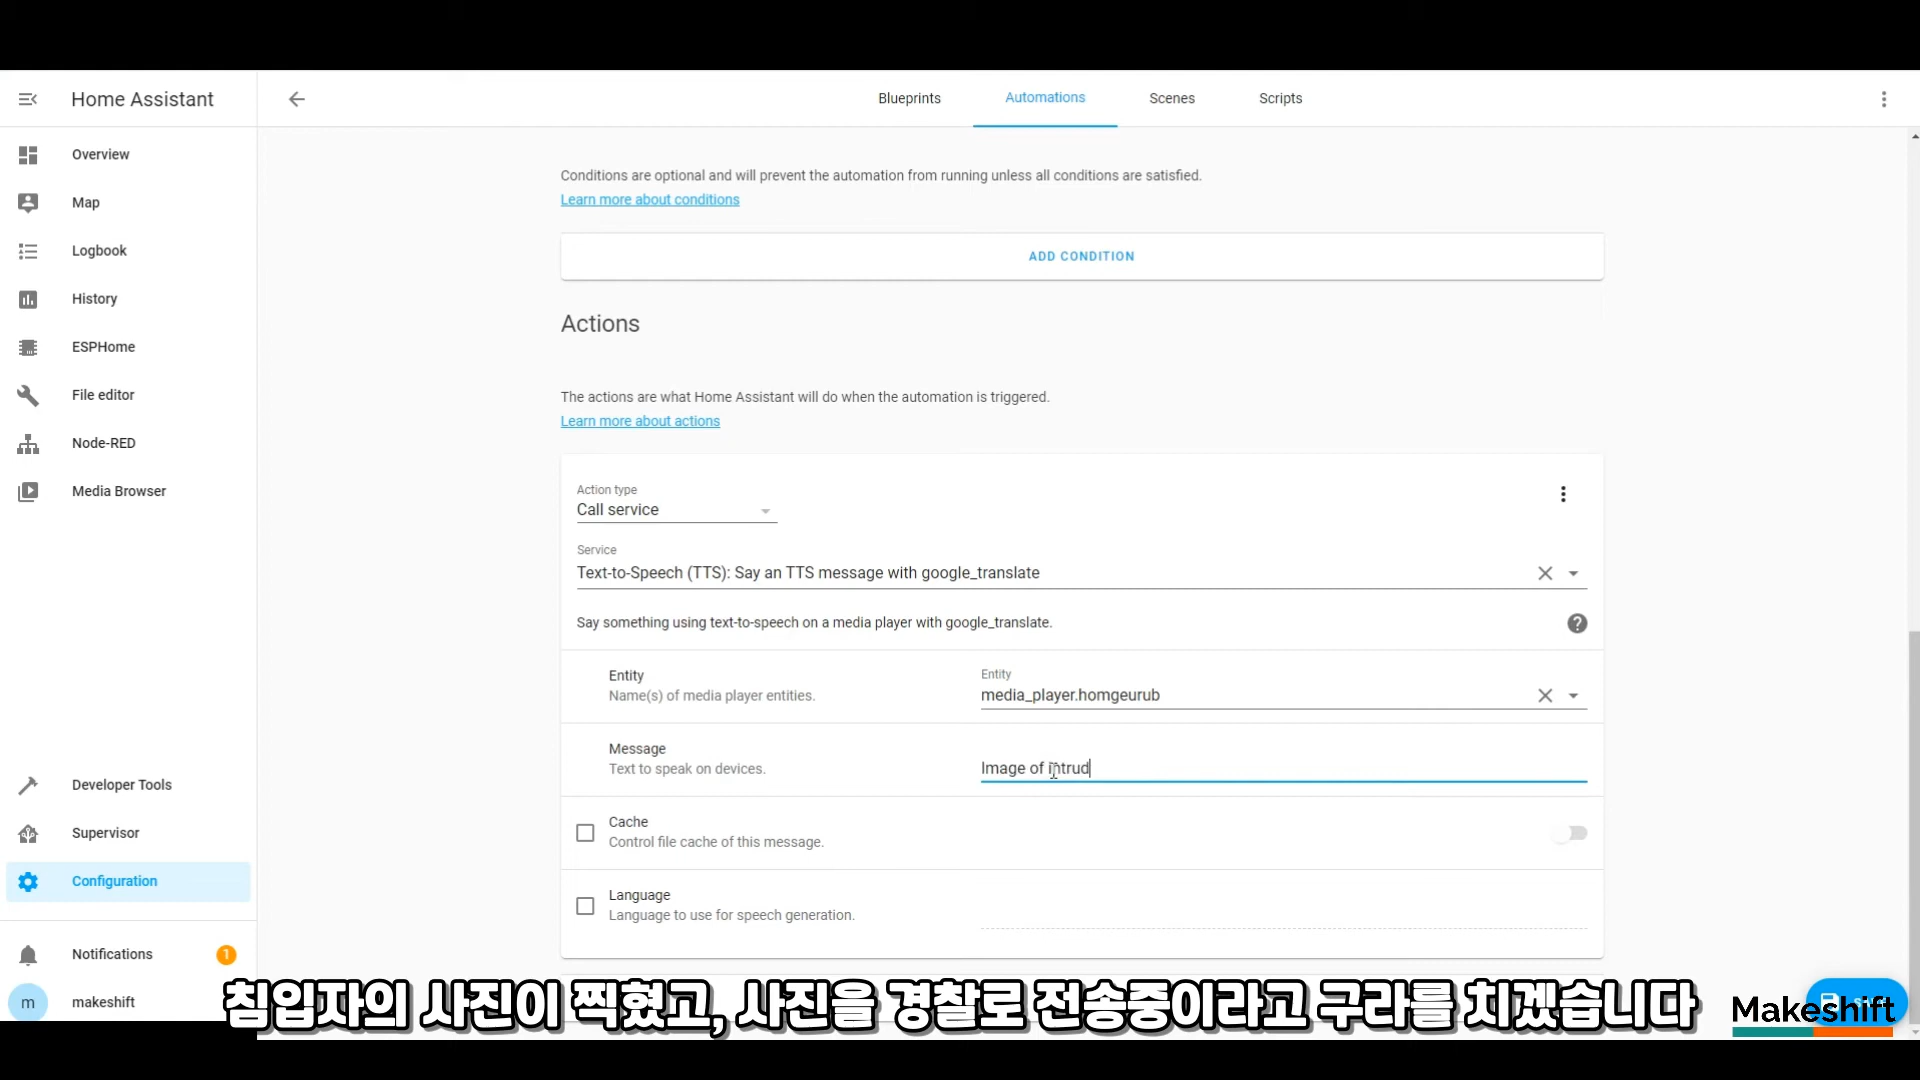 Home Assistant
Blueprints
Automations
Scenes
Scripts
Overview
Map
Logbook
History
ESPHome
File editor
Node-RED
Media Browser
Developer Tools
Supervisor
Configuration
Notifications
1
m
makeshift
Conditions are optional and will prevent the automation from running unless all conditions are satisfied.
Learn more about conditions
ADD CONDITION
Actions
The actions are what Home Assistant will do when the automation is triggered.
Learn more about actions
Action type
Call service
Service
Text-to-Speech (TTS): Say an TTS message with google_translate
Say something using text-to-speech on a media player with google_translate.
Entity
Name(s) of media player entities.
Entity
media_player.homgeurub
Message
Text to speak on devices.
Image of intrud
Cache
Control file cache of this message.
Language
Language to use for speech generation.
침입자의 사진이 찍혔고, 사진을 경찰로 전송중이라고 구라를 치겠습니다
Makeshift